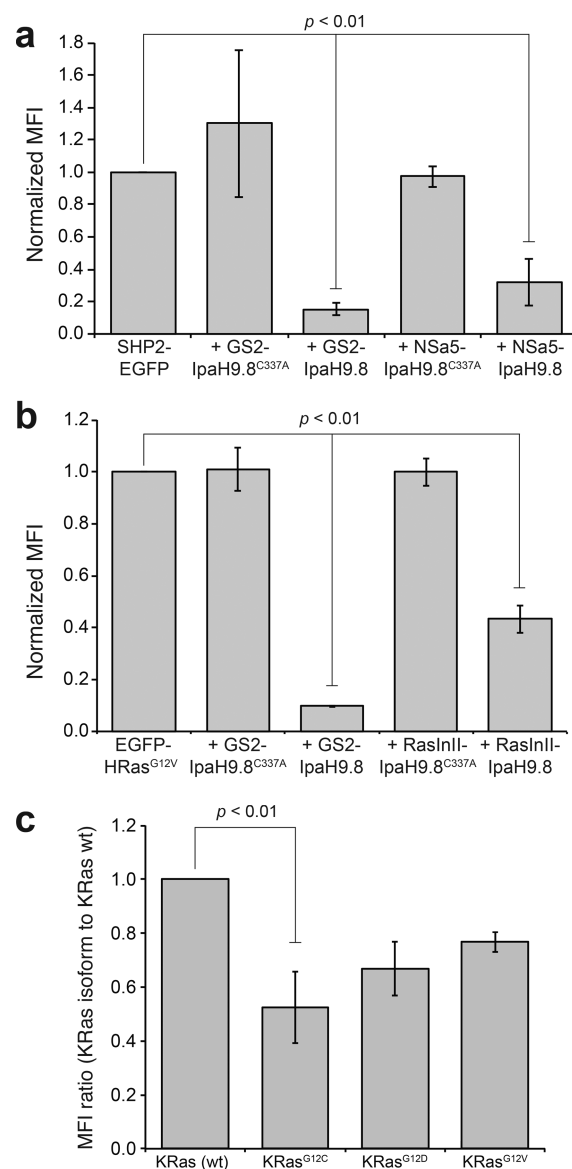 a
p < 0.01
Normalized MFI
1.8
1.6
1.4
1.2
1.0
0.8
0.6
0.4
0.2
0.0
SHP2-
EGFP
+ GS2-
IpaH9.8C337A
+ GS2-
IpaH9.8
+ NSa5-
IpaH9.8C337A
+ NSa5-
IpaH9.8
b
p < 0.01
Normalized MFI
1.2
1.0
0.8
0.6
0.4
0.2
0.0
EGFP-
HRasG12V
+ GS2-
IpaH9.8C337A
+ GS2-
IpaH9.8
+ RasInII-
IpaH9.8C337A
+ RasInII-
IpaH9.8
c
p < 0.01
MFI ratio (KRas isoform to KRas wt)
1.2
1.0
0.8
0.6
0.4
0.2
0.0
KRas (wt)
KRasG12C
KRasG12D
KRasG12V